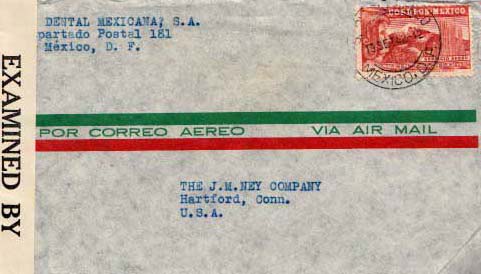 DENTAL MEXICANA, S.A.
partado Postal 181
México, D. F.
CORREOS MEXICO
MEXICO, D.F.
EXAMINED BY
POR CORREO AEREO VIA AIR MAIL
THE J.M.NEY COMPANY
Hartford, Conn.
U.S.A.